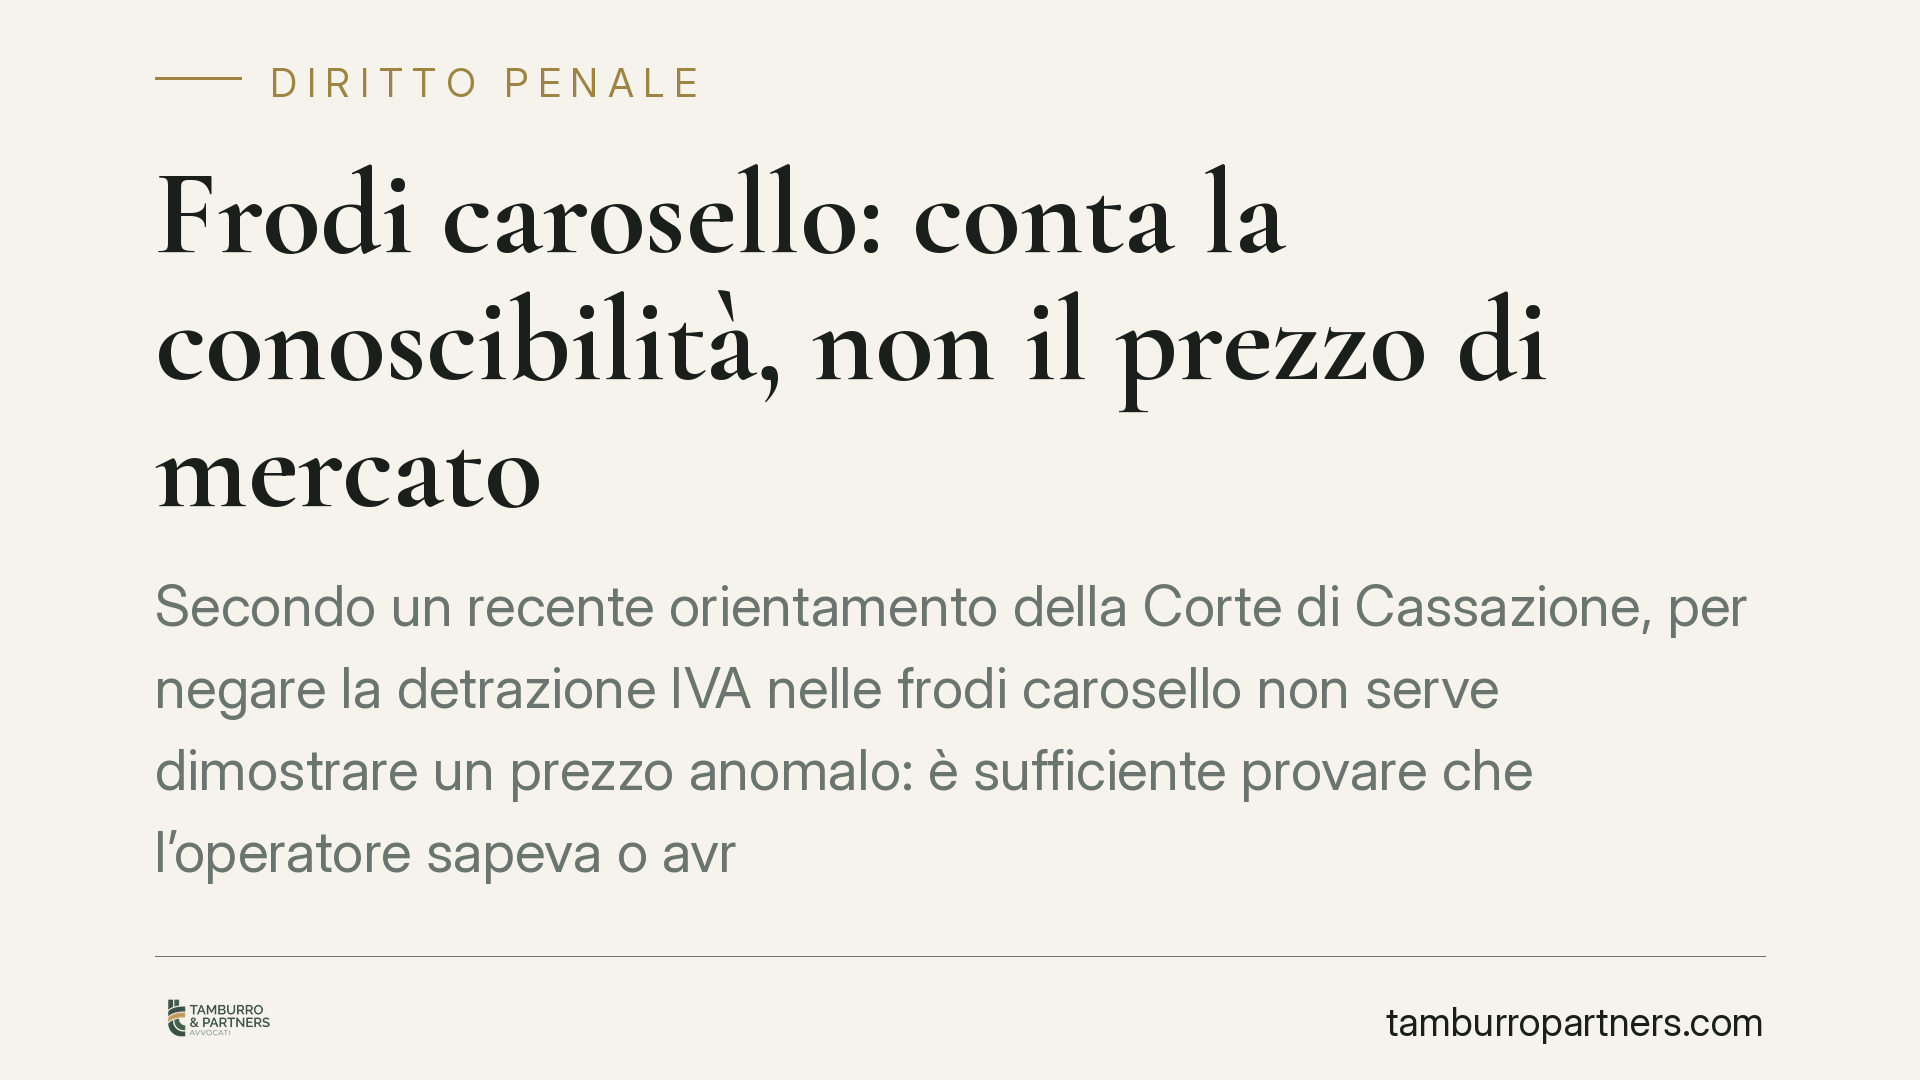 DIRITTO PENALE
Frodi carosello: conta la
conoscibilità, non il prezzo di
mercato
Secondo un recente orientamento della Corte di Cassazione, per
negare la detrazione IVA nelle frodi carosello non serve
dimostrare un prezzo anomalo: è sufficiente provare che
l’operatore sapeva o avr
TAMBURRO
& PARTNERS
AVVOCATI
tamburropartners.com